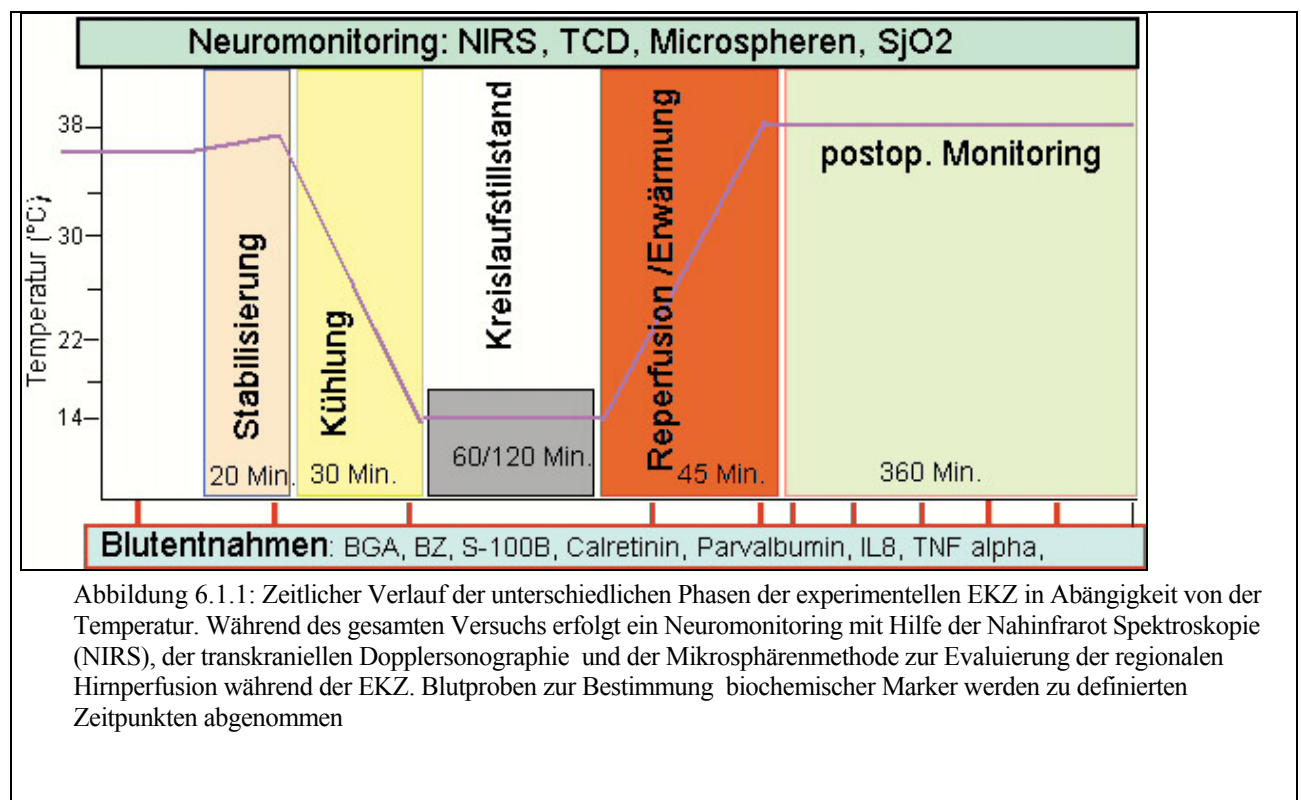 Neuromonitoring: NIRS, TCD, Microspheren, SjO2
38
30
22
14
Temperatur (°C)
Stabilisierung
20 Min.
Kühlung
30 Min.
Kreislaufstillstand
60/120 Min.
Reperfusion /Erwärmung
45 Min.
postop. Monitoring
360 Min.
Blutentnahmen: BGA, BZ, S-100B, Calretinin, Parvalbumin, IL8, TNF alpha,
Abbildung 6.1.1: Zeitlicher Verlauf der unterschiedlichen Phasen der experimentellen EKZ in Abängigkeit von der
Temperatur. Während des gesamten Versuchs erfolgt ein Neuromonitoring mit Hilfe der Nahinfrarot Spektroskopie
(NIRS), der transkraniellen Dopplersonographie und der Mikrosphärenmethode zur Evaluierung der regionalen
Hirnperfusion während der EKZ. Blutproben zur Bestimmung biochemischer Marker werden zu definierten
Zeitpunkten abgenommen